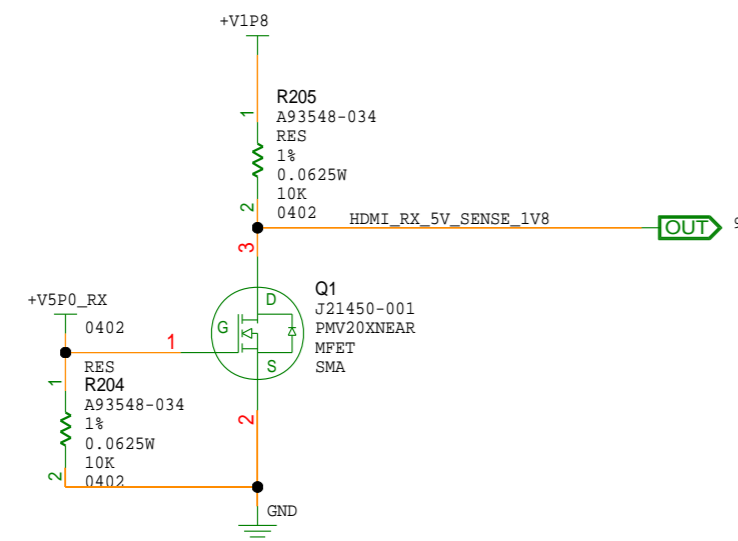 +V1P8
R205
A93548-034
RES
1%
0.0625W
10K
0402
1
2
HDMI_RX_5V_SENSE_1V8
OUT
3
Q1
J21450-001
PMV20XNEAR
MFET
SMA
D
G
S
1
2
+V5P0_RX
0402
RES
R204
A93548-034
1%
0.0625W
10K
0402
1
2
GND